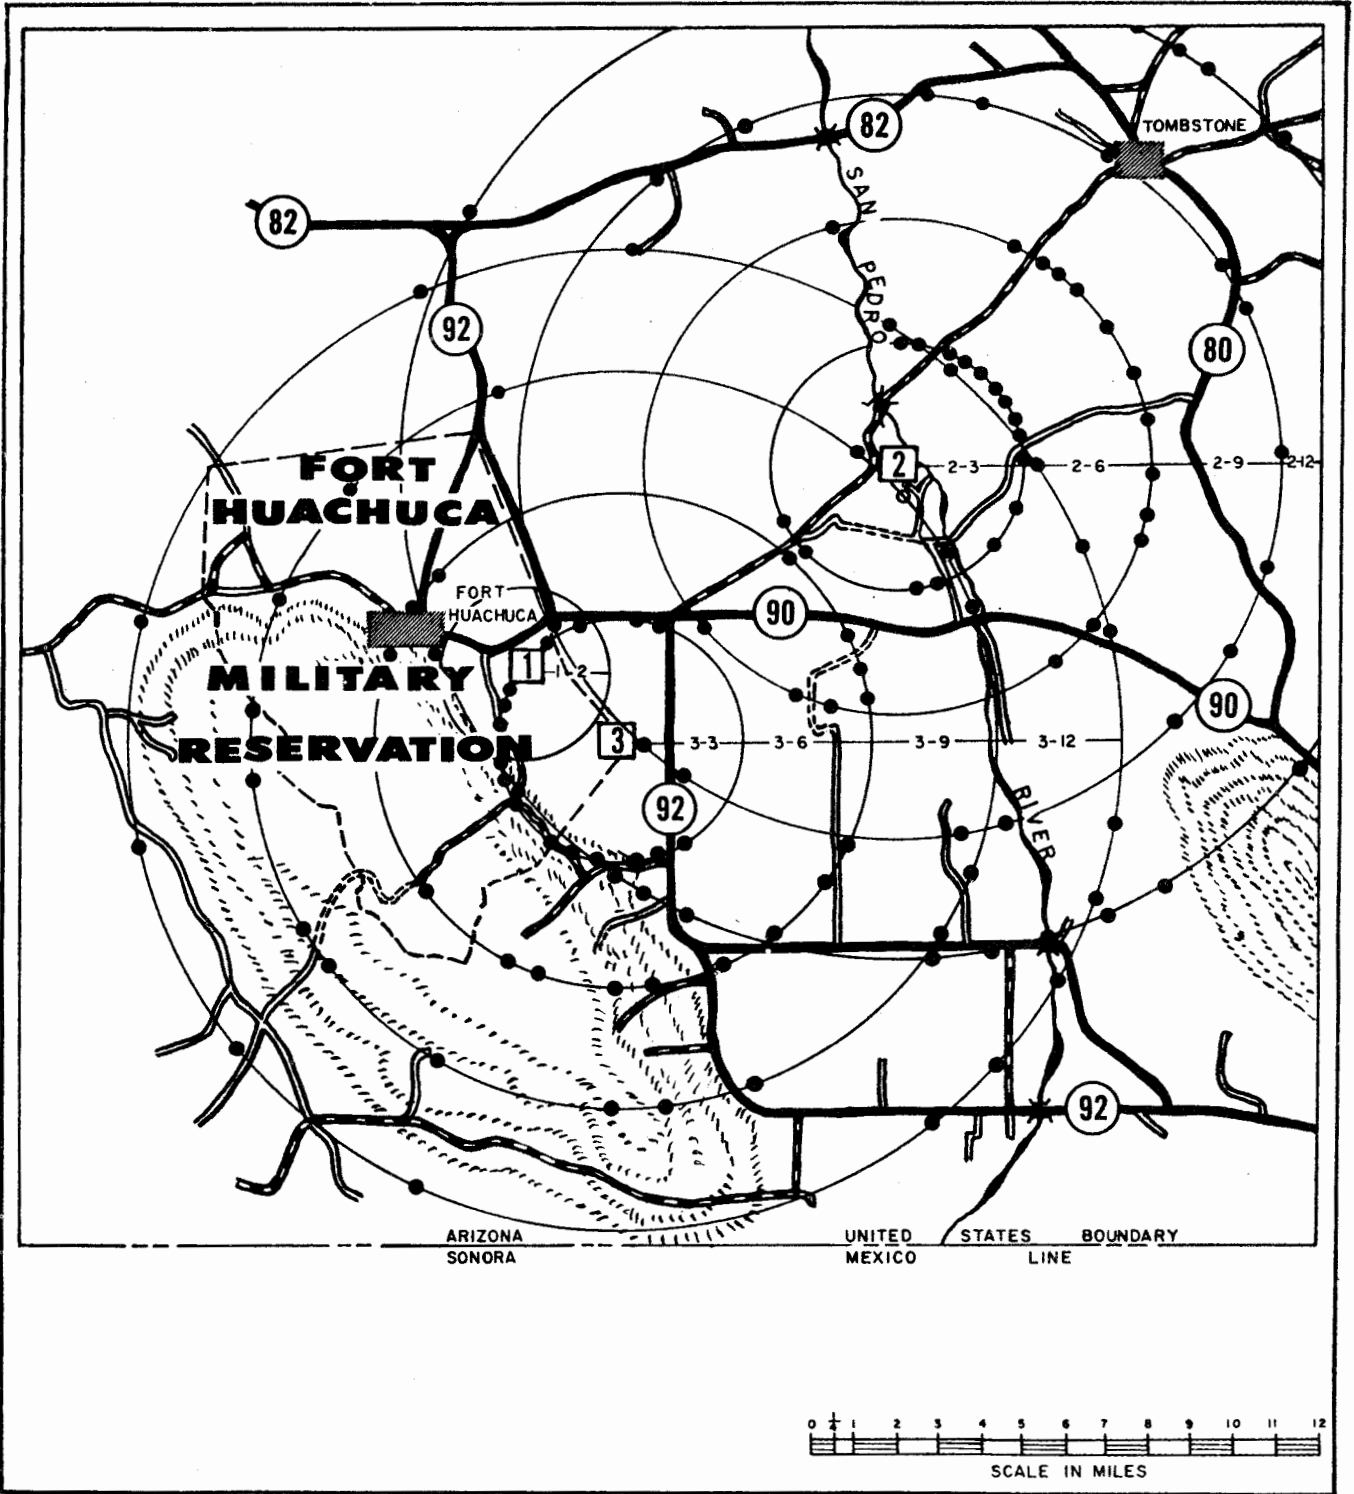 TOMBSTONE
82
SAN PEDRO
82
92
80
FORT
HUACHUCA
2
2-3
2-6
2-9
2-12
FORT
HUACHUCA
90
1
1-2
MILITARY
90
RESERVATION
3
3-3
3-6
3-9
3-12
92
RIVER
92
ARIZONA
SONORA
UNITED STATES BOUNDARY
MEXICO LINE
0 1/4 1 2 3 4 5 6 7 8 9 10 11 12
SCALE IN MILES